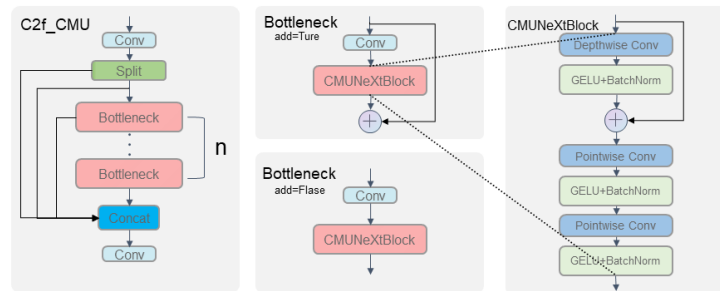 C2f_CMU
Conv
Split
Bottleneck
Bottleneck
n
Concat
Conv
Bottleneck
add=Ture
Conv
CMUNeXtBlock
Bottleneck
add=Flase
Conv
CMUNeXtBlock
CMUNeXtBlock
Depthwise Conv
GELU+BatchNorm
Pointwise Conv
GELU+BatchNorm
Pointwise Conv
GELU+BatchNorm